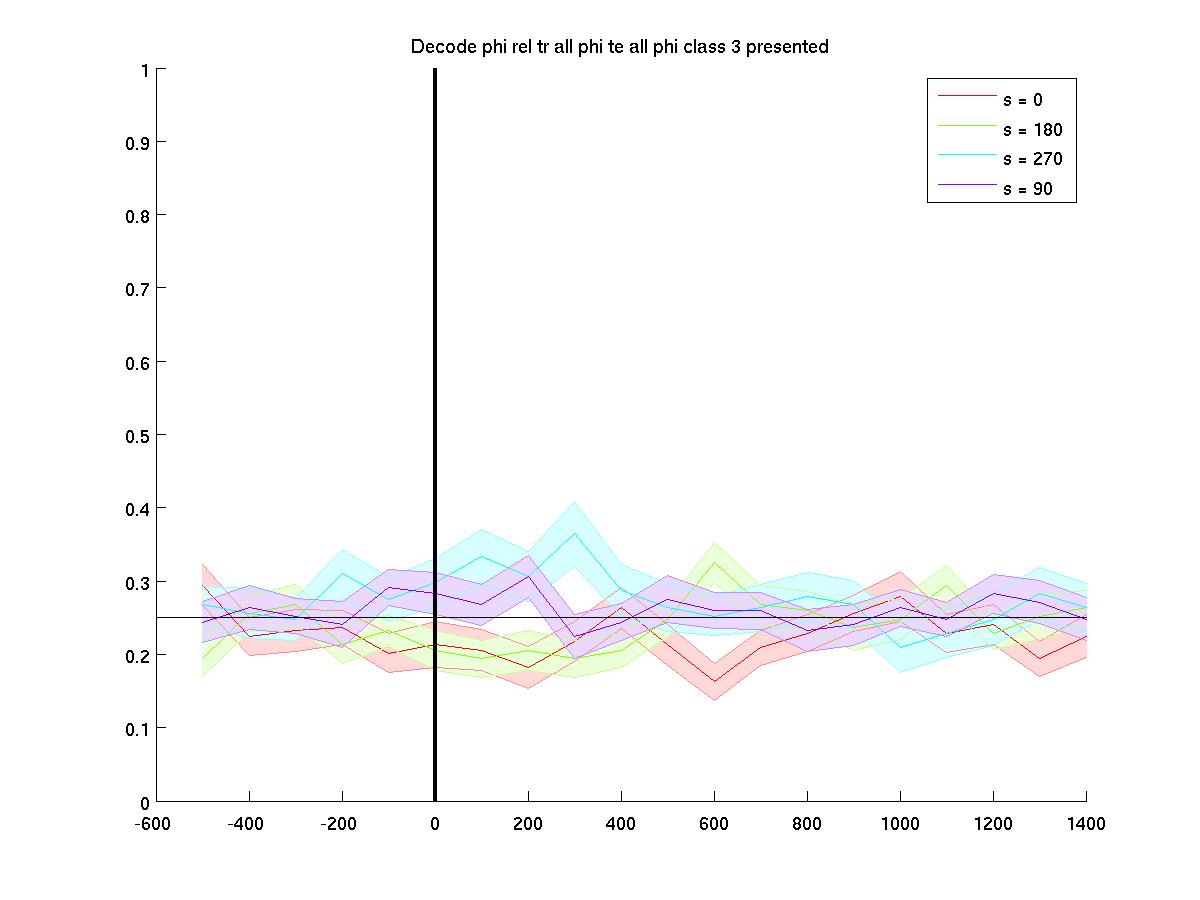 Decode phi rel tr all phi te all phi class 3 presented
1
0.9
0.8
0.7
0.6
0.5
0.4
0.3
0.2
0.1
0
-600 -400 -200 0 200 400 600 800 1000 1200 1400
s = 0
s = 180
s = 270
s = 90